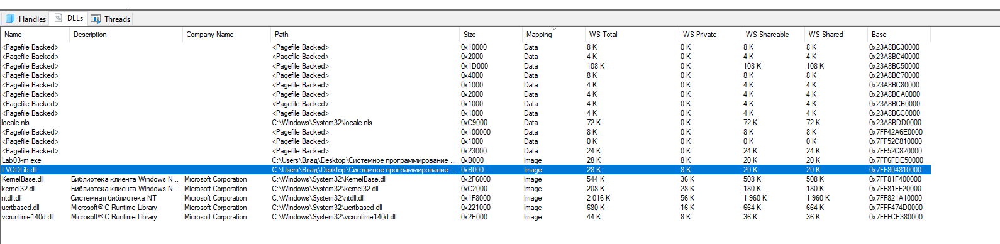 Handles DLLs Threads
Name Description Company Name Path Size Mapping WS Total WS Private WS Shareable WS Shared Base
<Pagefile Backed> <Pagefile Backed> 0x10000 Data 8 K 0 K 8 K 8 K 0x23A8BC30000
<Pagefile Backed> <Pagefile Backed> 0x2000 Data 4 K 0 K 4 K 4 K 0x23A8BC40000
<Pagefile Backed> <Pagefile Backed> 0x1D000 Data 108 K 0 K 108 K 108 K 0x23A8BC50000
<Pagefile Backed> <Pagefile Backed> 0x4000 Data 8 K 0 K 8 K 8 K 0x23A8BC70000
<Pagefile Backed> <Pagefile Backed> 0x1000 Data 4 K 0 K 4 K 4 K 0x23A8BC80000
<Pagefile Backed> <Pagefile Backed> 0x2000 Data 4 K 0 K 4 K 4 K 0x23A8BCA0000
<Pagefile Backed> <Pagefile Backed> 0x1000 Data 4 K 0 K 4 K 4 K 0x23A8BCB0000
<Pagefile Backed> <Pagefile Backed> 0x1000 Data 4 K 0 K 4 K 4 K 0x23A8BCC0000
locale.nls C:\Windows\System32\locale.nls 0xC9000 Data 72 K 0 K 72 K 72 K 0x23A8BDD0000
<Pagefile Backed> <Pagefile Backed> 0x100000 Data 8 K 0 K 8 K 8 K 0x7FF42A6E0000
<Pagefile Backed> <Pagefile Backed> 0x1000 Data 0 K 0 K 0 K 0 K 0x7FF52C810000
<Pagefile Backed> <Pagefile Backed> 0x23000 Data 24 K 0 K 24 K 24 K 0x7FF52C820000
Lab03-im.exe C:\Users\Влад\Desktop\Системное программирование ... 0xB000 Image 28 K 8 K 20 K 20 K 0x7FF6FDE50000
LVODLib.dll C:\Users\Влад\Desktop\Системное программирование ... 0xB000 Image 28 K 8 K 20 K 20 K 0x7FF804810000
KernelBase.dll Библиотека клиента Windows N... Microsoft Corporation C:\Windows\System32\KernelBase.dll 0x2F6000 Image 544 K 36 K 508 K 508 K 0x7FF81F400000
kernel32.dll Библиотека клиента Windows N... Microsoft Corporation C:\Windows\System32\kernel32.dll 0xC2000 Image 208 K 28 K 180 K 180 K 0x7FF81FF20000
ntdll.dll Системная библиотека NT Microsoft Corporation C:\Windows\System32\ntdll.dll 0x1F8000 Image 2 016 K 56 K 1 960 K 1 960 K 0x7FF821A10000
ucrtbased.dll Microsoft® C Runtime Library Microsoft Corporation C:\Windows\System32\ucrtbased.dll 0x221000 Image 680 K 16 K 664 K 664 K 0x7FFF474D0000
vcruntime140d.dll Microsoft® C Runtime Library Microsoft Corporation C:\Windows\System32\vcruntime140d.dll 0x2E000 Image 44 K 8 K 36 K 36 K 0x7FFFCE380000